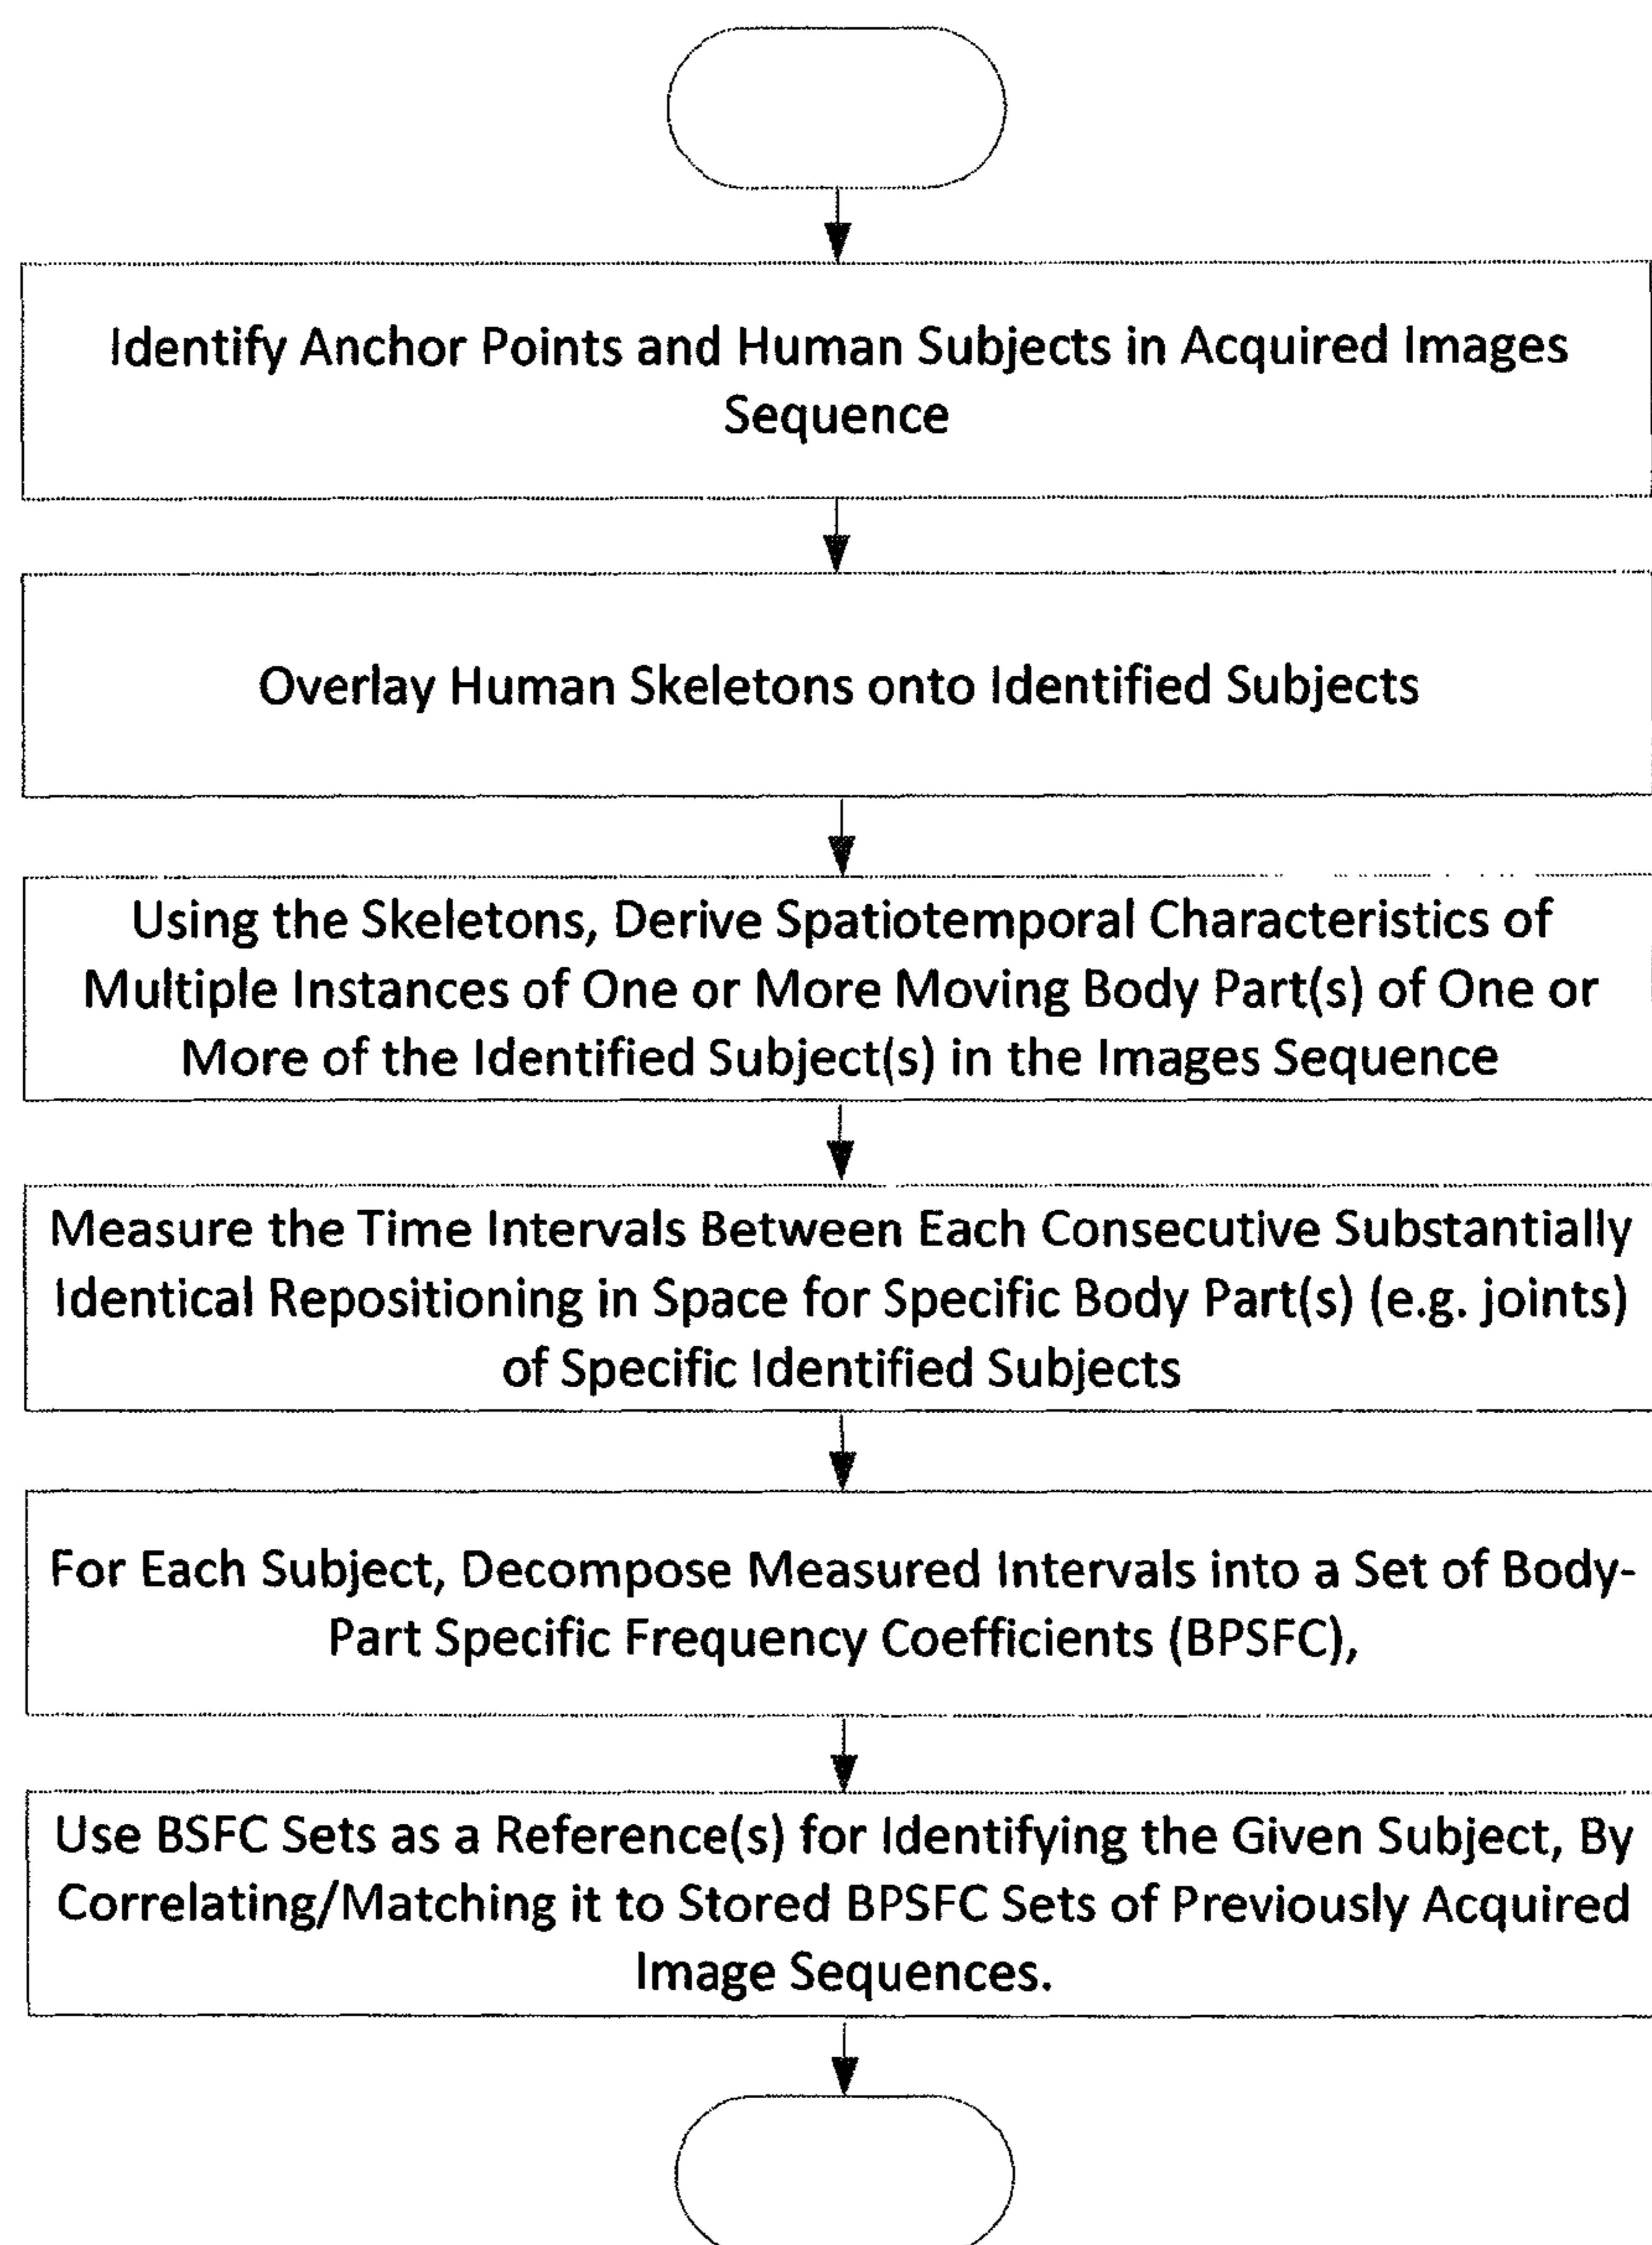 Identify Anchor Points and Human Subjects in Acquired Images
Sequence
Overlay Human Skeletons onto Identified Subjects
Using the Skeletons, Derive Spatiotemporal Characteristics of
Multiple Instances of One or More Moving Body Part(s) of One or
More of the Identified Subject(s) in the Images Sequence
Measure the Time Intervals Between Each Consecutive Substantially
Identical Repositioning in Space for Specific Body Part(s) (e.g. joints)
of Specific Identified Subjects
For Each Subject, Decompose Measured Intervals into a Set of Body-
Part Specific Frequency Coefficients (BPSFC),
Use BSFC Sets as a Reference(s) for Identifying the Given Subject, By
Correlating/Matching it to Stored BPSFC Sets of Previously Acquired
Image Sequences.